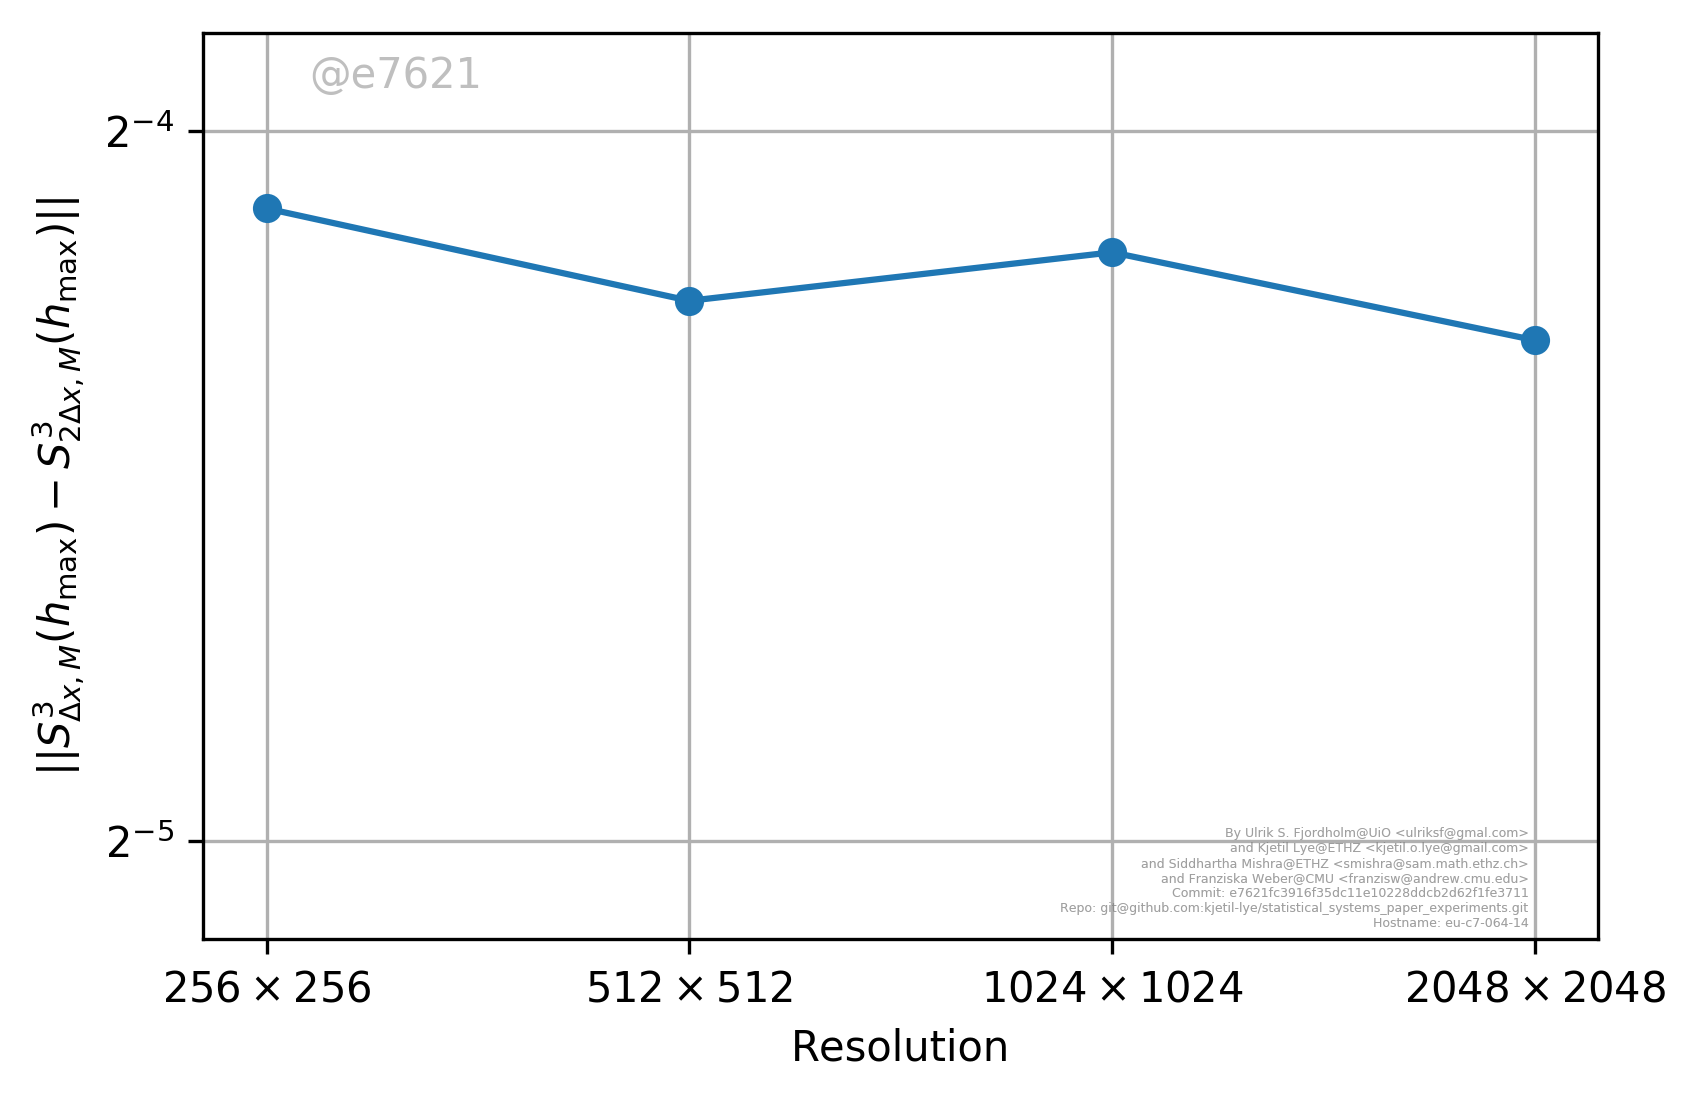 @e7621
2⁻⁴
2⁻⁵
||S³_{Δx, M}(h_max) − S³_{2Δx, M}(h_max)||
By Ulrik S. Fjordholm@UiO <ulriksf@gmal.com>
and Kjetil Lye@ETHZ <kjetil.o.lye@gmail.com>
and Siddhartha Mishra@ETHZ <smishra@sam.math.ethz.ch>
and Franziska Weber@CMU <franzisw@andrew.cmu.edu>
Commit: e7621fc3916f35dc11e10228ddcb2d62f1fe3711
Repo: git@github.com:kjetil-lye/statistical_systems_paper_experiments.git
Hostname: eu-c7-064-14
256 × 256 512 × 512 1024 × 1024 2048 × 2048
Resolution